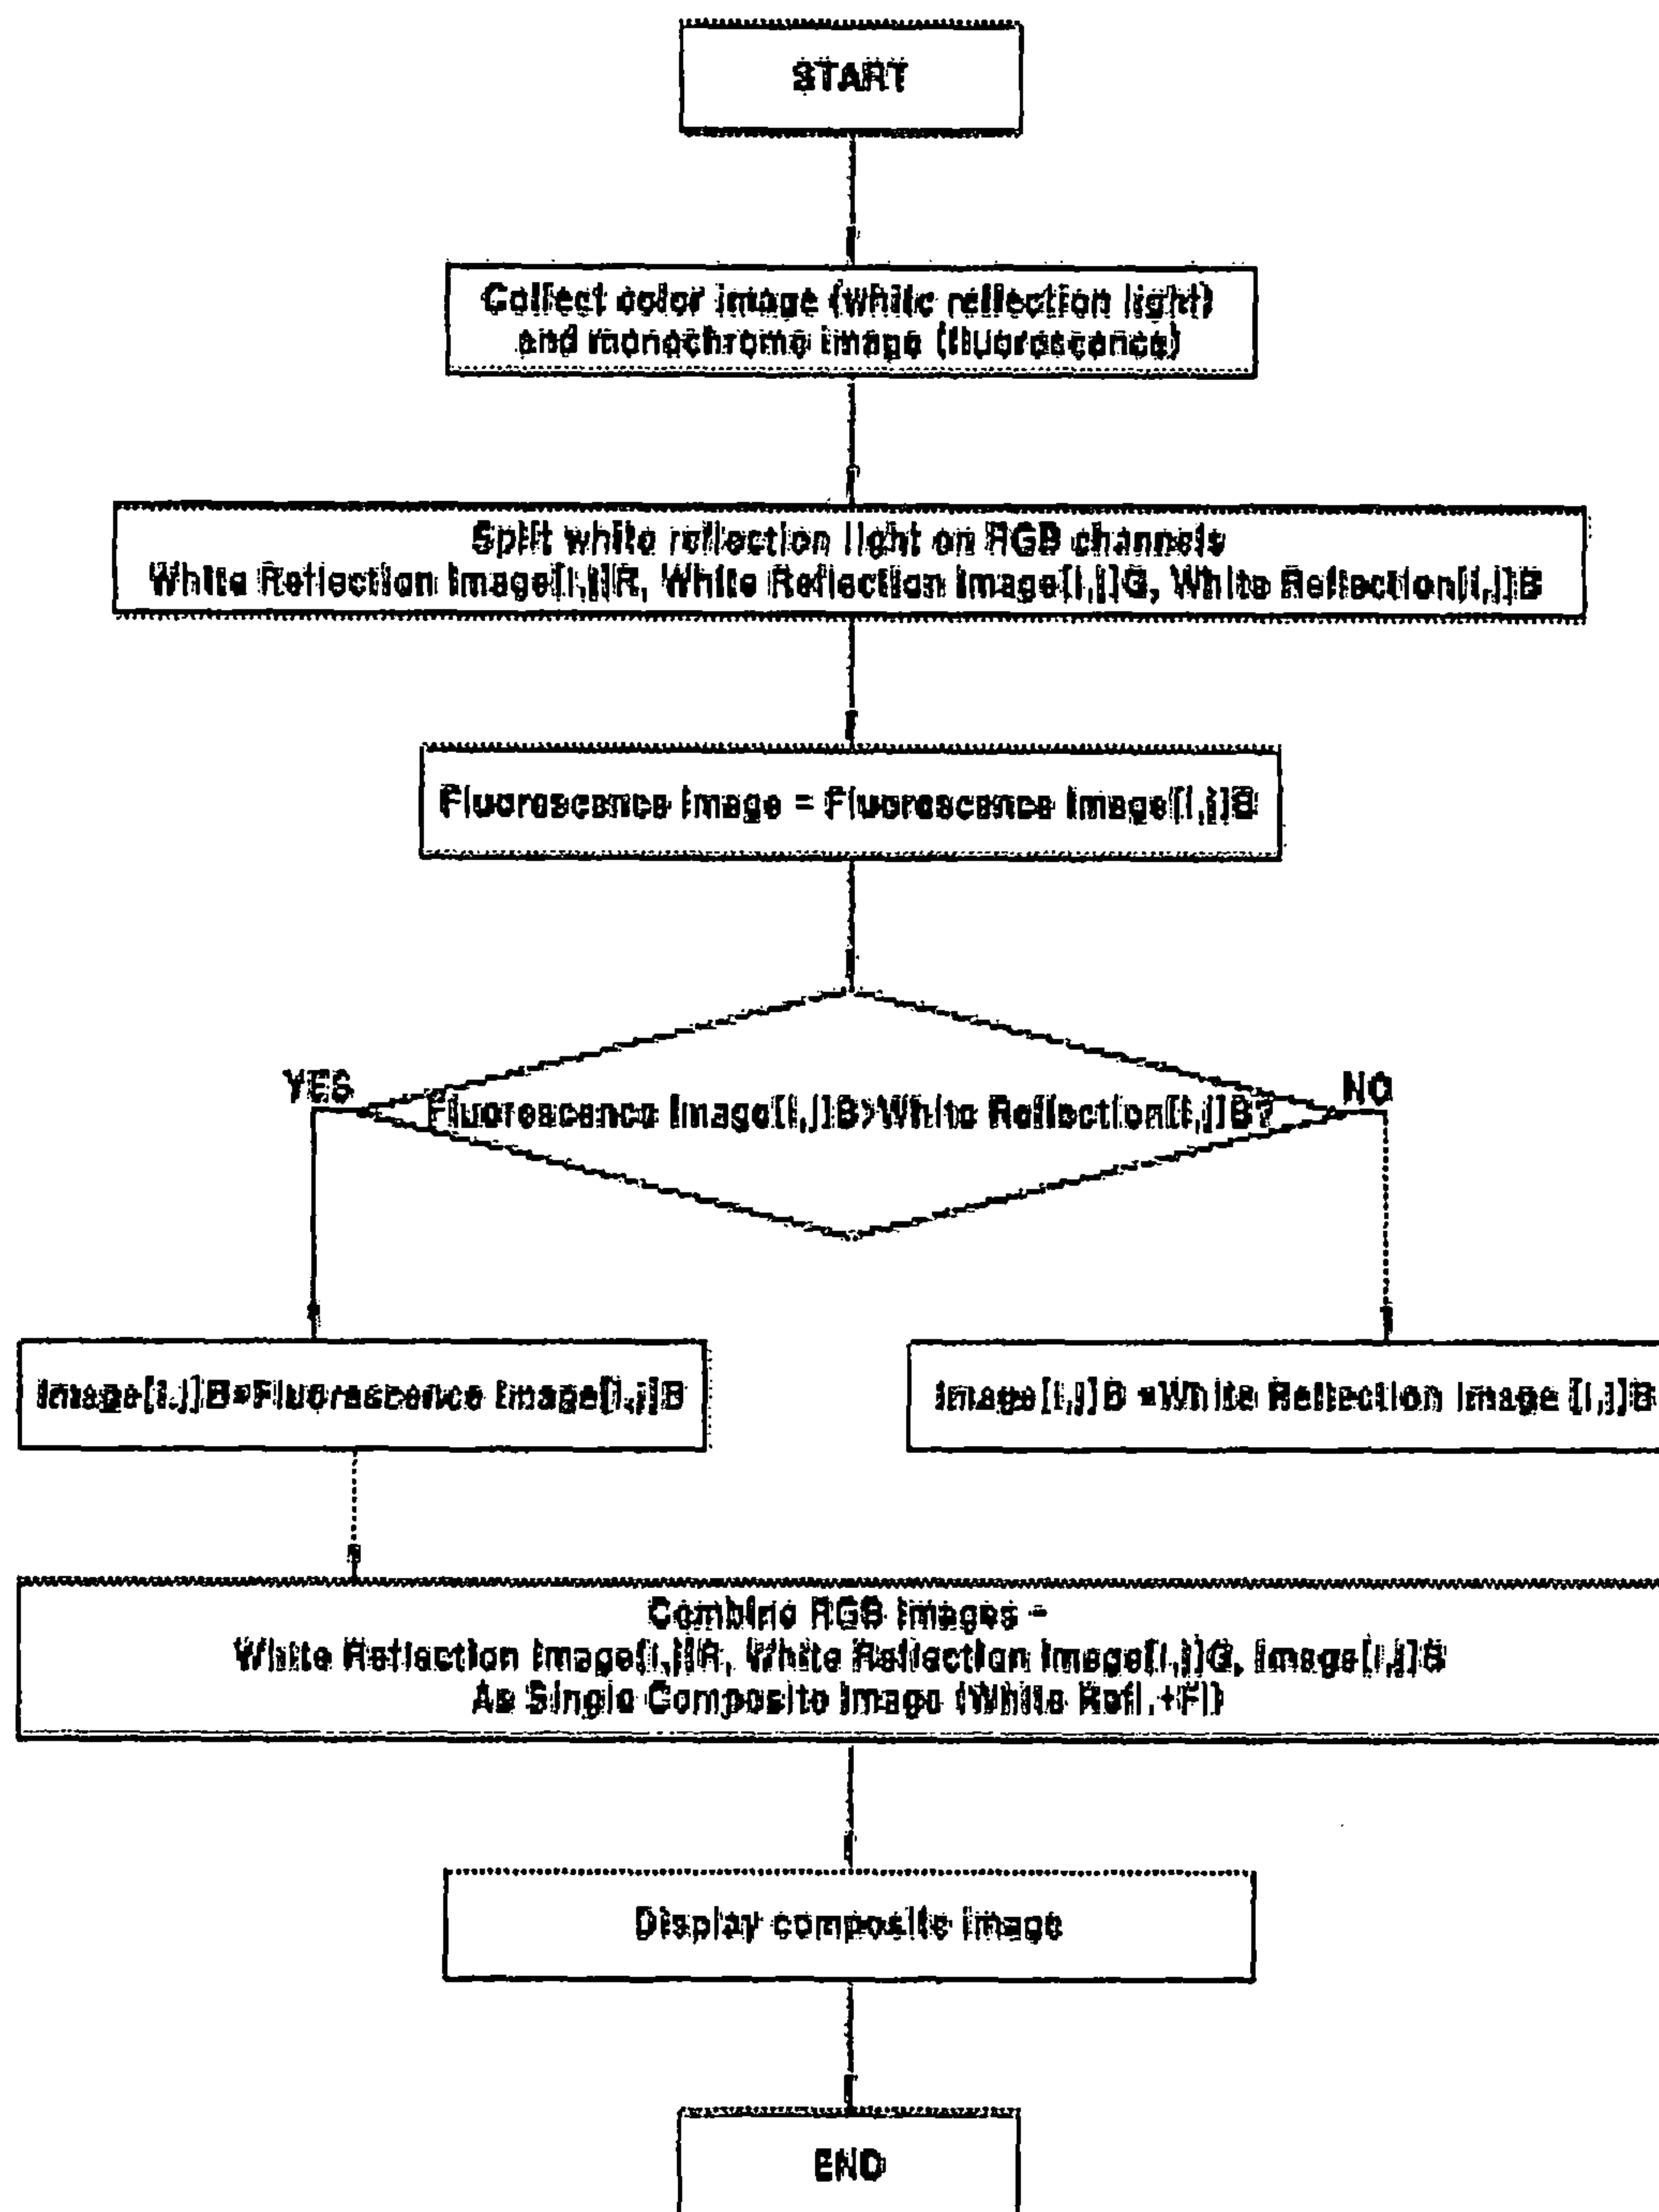 START
Collect color image (white reflection light)
and monochrome image (fluorescence)
Split white reflection light on RGB channels
White Reflection Image[i,j]R, White Reflection Image[i,j]G, White Reflection[i,j]B
Fluorescence Image = Fluorescence Image[i,j]B
YES
Fluorescence Image[i,j]B>White Reflection[i,j]B?
NO
Image[i,j]B=Fluorescence Image[i,j]B
Image[i,j]B =White Reflection Image [i,j]B
Combine RGB Images -
White Reflection Image[i,j]R, White Reflection Image[i,j]G, Image[i,j]B
As Single Composite Image (White Refl.+Fl)
Display composite image
END